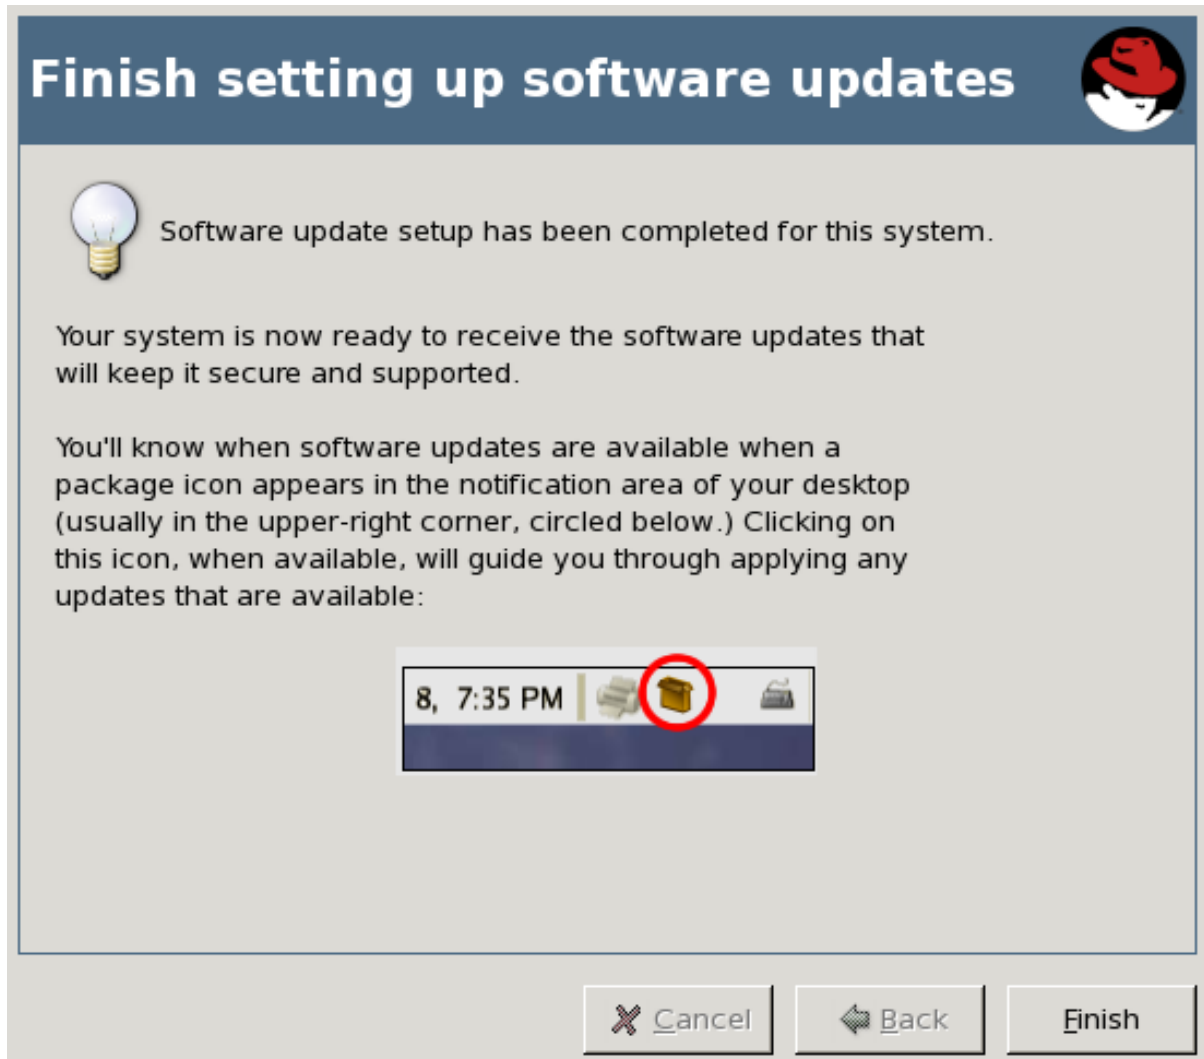 Finish setting up software updates
Software update setup has been completed for this system.
Your system is now ready to receive the software updates that
will keep it secure and supported.
You'll know when software updates are available when a
package icon appears in the notification area of your desktop
(usually in the upper-right corner, circled below.) Clicking on
this icon, when available, will guide you through applying any
updates that are available:
8, 7:35 PM
Cancel
Back
Finish